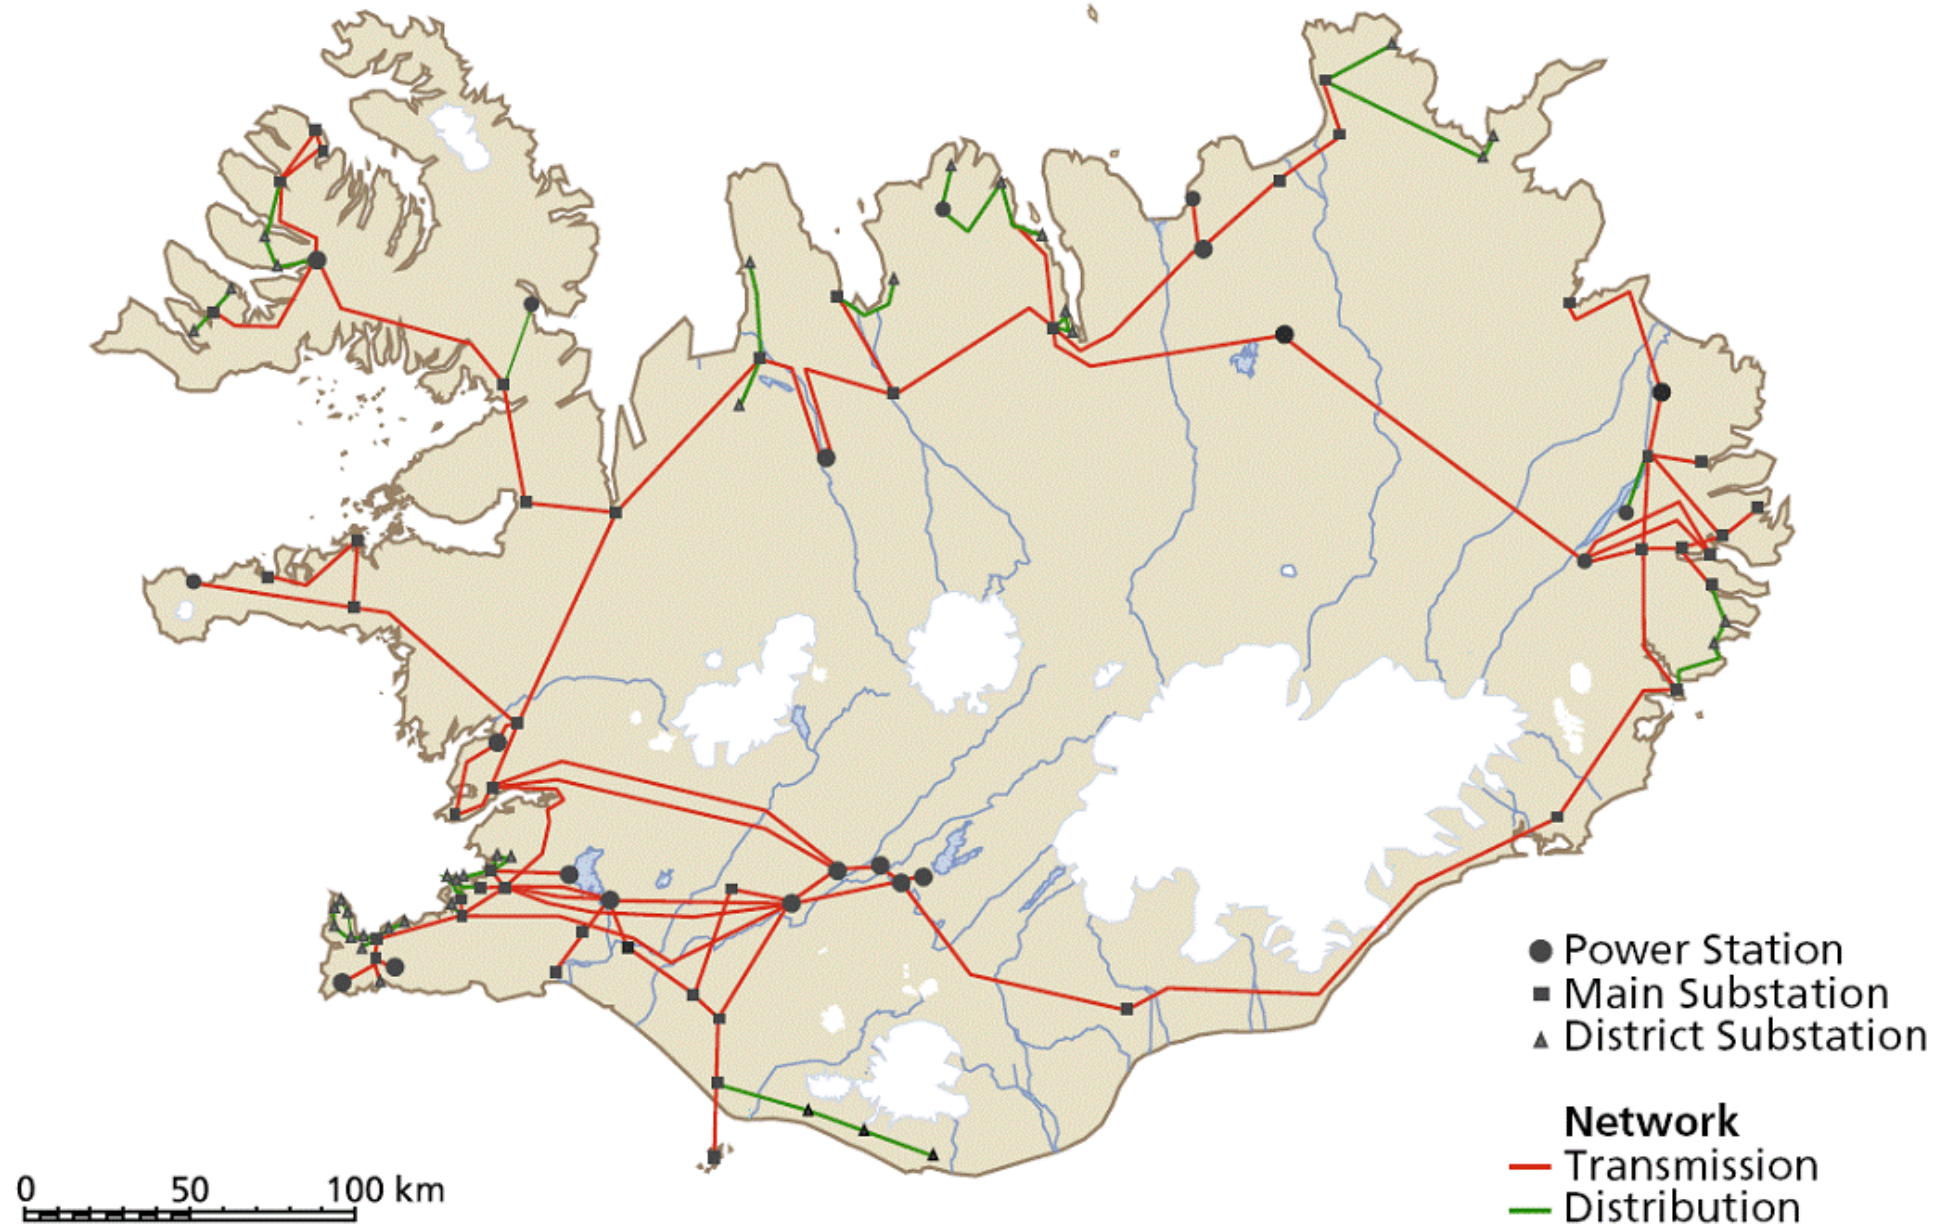 Power Station
Main Substation
District Substation
Network
Transmission
Distribution
0 50 100 km